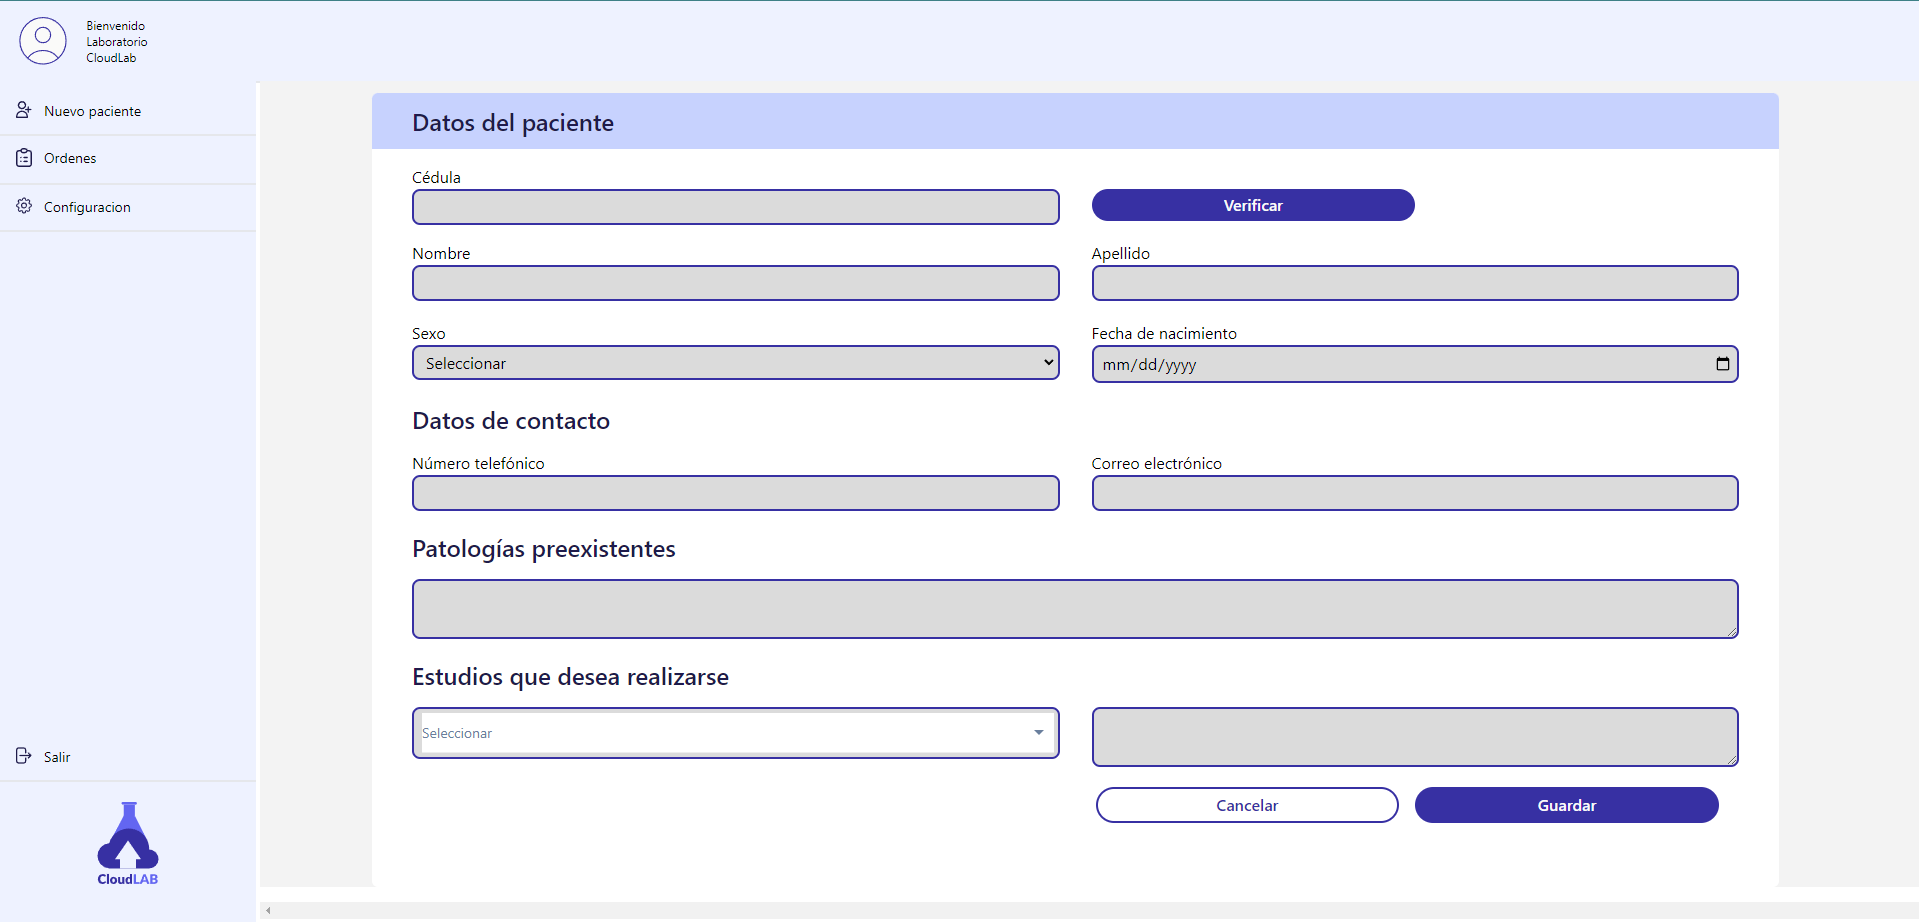 Bienvenido
Laboratorio
CloudLab
Nuevo paciente
Ordenes
Configuracion
Salir
CloudLAB
Datos del paciente
Cédula
Verificar
Nombre
Apellido
Sexo
Fecha de nacimiento
Seleccionar
mm/dd/yyyy
Datos de contacto
Número telefónico
Correo electrónico
Patologías preexistentes
Estudios que desea realizarse
Seleccionar
Cancelar
Guardar